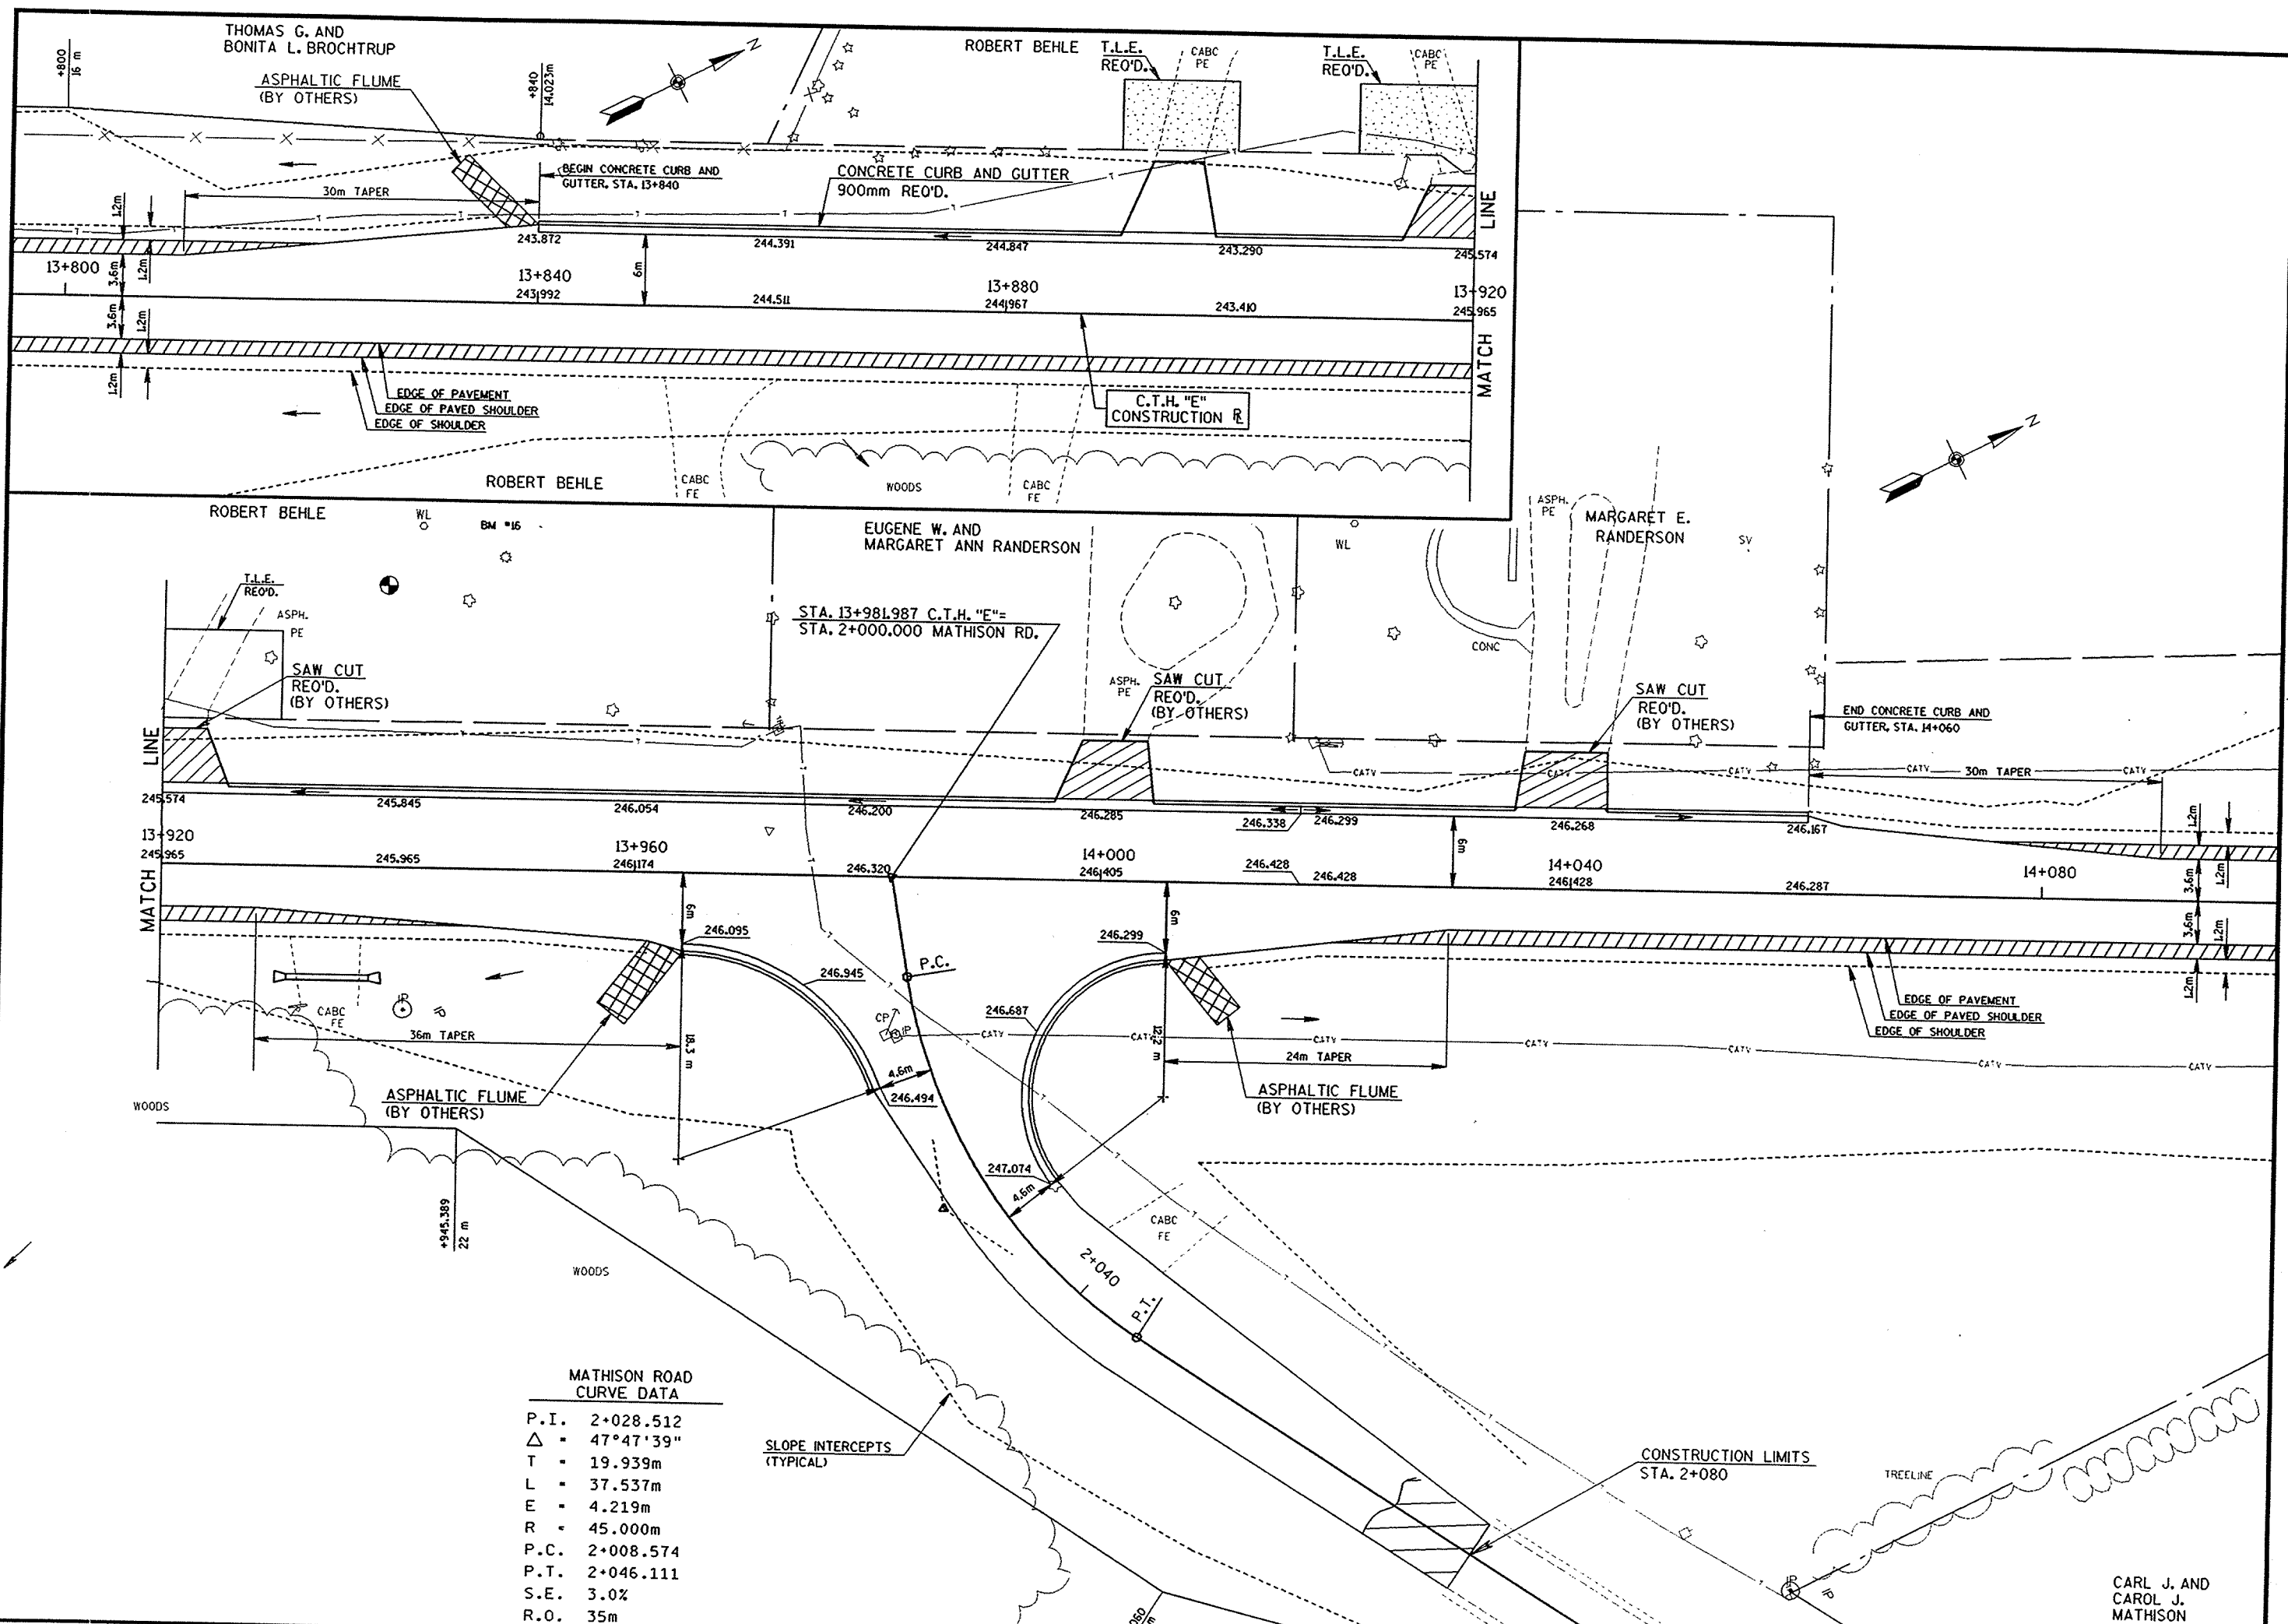 THOMAS G. AND
BONITA L. BROCHTRUP
+800
16 m
ASPHALTIC FLUME
(BY OTHERS)
+840
14.023m
N
ROBERT BEHLE
T.L.E.
REQ'D.
CABC
PE
T.L.E.
REQ'D.
CABC
PE
30m TAPER
BEGIN CONCRETE CURB AND
GUTTER, STA. 13+840
CONCRETE CURB AND GUTTER
900mm REQ'D.
LINE
1.2m
1.2m
3.6m
243.872
244.391
244.847
243.290
245.574
13+800
13+840
6m
13+880
13+920
243.992
244.511
244.967
243.410
245.965
3.6m
1.2m
1.2m
MATCH
EDGE OF PAVEMENT
EDGE OF PAVED SHOULDER
EDGE OF SHOULDER
C.T.H. "E"
CONSTRUCTION R/L
ROBERT BEHLE
CABC
FE
WOODS
CABC
FE
N
ROBERT BEHLE
WL
BM #16
EUGENE W. AND
MARGARET ANN RANDERSON
WL
ASPH.
PE
MARGARET E.
RANDERSON
SV
T.L.E.
REQ'D.
ASPH.
PE
STA. 13+981.987 C.T.H. "E"=
STA. 2+000.000 MATHISON RD.
CONC
SAW CUT
REQ'D.
(BY OTHERS)
ASPH.
PE
SAW CUT
REQ'D.
(BY OTHERS)
SAW CUT
REQ'D.
(BY OTHERS)
END CONCRETE CURB AND
GUTTER, STA. 14+060
LINE
CATV
CATV
CATV
CATV
30m TAPER
CATV
245.574
245.845
246.054
246.200
246.285
246.338
246.299
246.268
246.167
13+920
13+960
14+000
6m
14+040
14+080
245.965
245.965
246.174
246.320
246.405
246.428
246.428
246.428
246.287
1.2m
1.2m
3.6m
3.6m
1.2m
1.2m
MATCH
6m
246.095
246.299
6m
246.945
P.C.
246.687
CABC
FE
IP
IP
36m TAPER
18.3 m
CP
IP
CATV
CATV
12.2 m
24m TAPER
CATV
CATV
CATV
CATV
EDGE OF PAVEMENT
EDGE OF PAVED SHOULDER
EDGE OF SHOULDER
ASPHALTIC FLUME
(BY OTHERS)
4.6m
246.494
ASPHALTIC FLUME
(BY OTHERS)
WOODS
247.074
4.6m
+945.389
22 m
WOODS
CABC
FE
2+040
P.T.
MATHISON ROAD
CURVE DATA
P.I. 2+028.512
Δ = 47°47'39"
T = 19.939m
L = 37.537m
E = 4.219m
R = 45.000m
P.C. 2+008.574
P.T. 2+046.111
S.E. 3.0%
R.O. 35m
SLOPE INTERCEPTS
(TYPICAL)
CONSTRUCTION LIMITS
STA. 2+080
TREELINE
IP
IP
CARL J. AND
CAROL J.
MATHISON